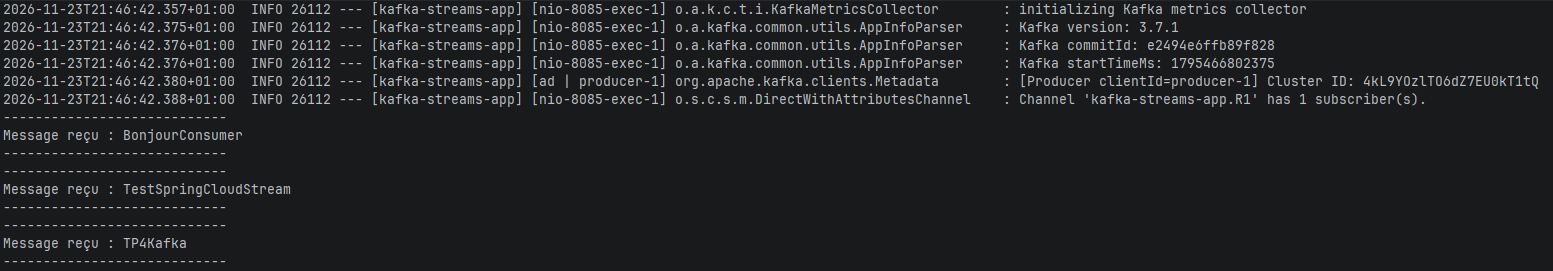 2026-11-23T21:46:42.357+01:00  INFO 26112 --- [kafka-streams-app] [nio-8085-exec-1] o.a.k.c.t.i.KafkaMetricsCollector        : initializing Kafka metrics collector
2026-11-23T21:46:42.375+01:00  INFO 26112 --- [kafka-streams-app] [nio-8085-exec-1] o.a.kafka.common.utils.AppInfoParser     : Kafka version: 3.7.1
2026-11-23T21:46:42.376+01:00  INFO 26112 --- [kafka-streams-app] [nio-8085-exec-1] o.a.kafka.common.utils.AppInfoParser     : Kafka commitId: e2494e6ffb89f828
2026-11-23T21:46:42.376+01:00  INFO 26112 --- [kafka-streams-app] [nio-8085-exec-1] o.a.kafka.common.utils.AppInfoParser     : Kafka startTimeMs: 1795466802375
2026-11-23T21:46:42.380+01:00  INFO 26112 --- [kafka-streams-app] [ad | producer-1] org.apache.kafka.clients.Metadata        : [Producer clientId=producer-1] Cluster ID: 4kL9YOzlTO6dZ7EU0kT1tQ
2026-11-23T21:46:42.388+01:00  INFO 26112 --- [kafka-streams-app] [nio-8085-exec-1] o.s.c.s.m.DirectWithAttributesChannel    : Channel 'kafka-streams-app.R1' has 1 subscriber(s).
----------------------------
Message reçu : BonjourConsumer
----------------------------
----------------------------
Message reçu : TestSpringCloudStream
----------------------------
----------------------------
Message reçu : TP4Kafka
----------------------------